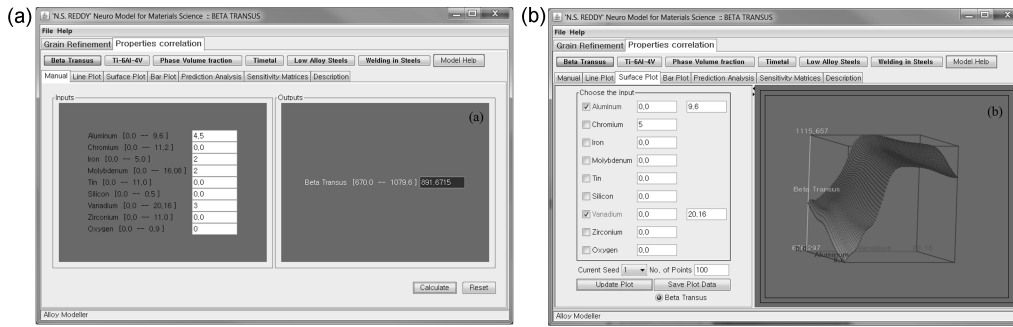 (a)
'N.S. REDDY' Neuro Model for Materials Science :: BETA TRANSUS
File Help
Grain Refinement Properties correlation
Beta Transus Ti-6Al-4V Phase Volume fraction Timetal Low Alloy Steels Welding in Steels Model Help
Manual Line Plot Surface Plot Bar Plot Prediction Analysis Sensitivity Matrices Description
Inputs
Aluminum [0,0 -- 9,6 ] 4,5
Chromium [0,0 -- 11,2 ] 0,0
Iron [0,0 -- 5,0 ] 2
Molybdenum [0,0 -- 16,08 ] 2
Tin [0,0 -- 11,0 ] 0,0
Silicon [0,0 -- 0,5 ] 0,0
Vanadium [0,0 -- 20,16 ] 3
Zirconium [0,0 -- 11,0 ] 0,0
Oxygen [0,0 -- 0,9 ] 0
Outputs
(a)
Beta Transus [670,0 -- 1079,6 ] 891.6715
Calculate Reset
Alloy Modeller
(b)
'N.S. REDDY' Neuro Model for Materials Science :: BETA TRANSUS
File Help
Grain Refinement Properties correlation
Beta Transus Ti-6Al-4V Phase Volume fraction Timetal Low Alloy Steels Welding in Steels Model Help
Manual Line Plot Surface Plot Bar Plot Prediction Analysis Sensitivity Matrices Description
Choose the input
Aluminum 0,0 9,6
Chromium 5
Iron 0,0
Molybdenum 0,0
Tin 0,0
Silicon 0,0
Vanadium 0,0 20,16
Zirconium 0,0
Oxygen 0,0
Current Seed 1 No, of Points 100
Update Plot Save Plot Data
Beta Transus
(b)
1115,657
Beta Transus
Aluminum
Alloy Modeller